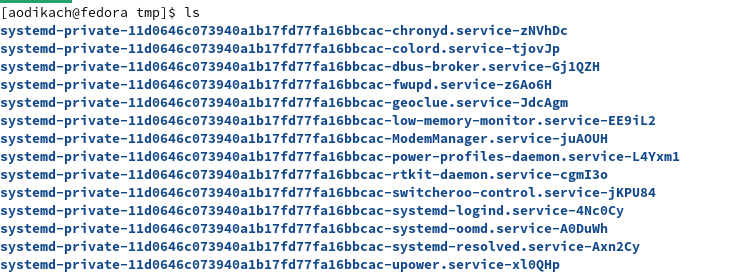 [aodikach@fedora tmp]$ ls
systemd-private-11d0646c073940a1b17fd77fa16bbcac-chronyd.service-zNVhDc
systemd-private-11d0646c073940a1b17fd77fa16bbcac-colord.service-tjovJp
systemd-private-11d0646c073940a1b17fd77fa16bbcac-dbus-broker.service-Gj1QZH
systemd-private-11d0646c073940a1b17fd77fa16bbcac-fwupd.service-z6Ao6H
systemd-private-11d0646c073940a1b17fd77fa16bbcac-geoclue.service-JdcAgm
systemd-private-11d0646c073940a1b17fd77fa16bbcac-low-memory-monitor.service-EE9iL2
systemd-private-11d0646c073940a1b17fd77fa16bbcac-ModemManager.service-juAOUH
systemd-private-11d0646c073940a1b17fd77fa16bbcac-power-profiles-daemon.service-L4Yxm1
systemd-private-11d0646c073940a1b17fd77fa16bbcac-rtkit-daemon.service-cgmI3o
systemd-private-11d0646c073940a1b17fd77fa16bbcac-switcheroo-control.service-jKPU84
systemd-private-11d0646c073940a1b17fd77fa16bbcac-systemd-logind.service-4Nc0Cy
systemd-private-11d0646c073940a1b17fd77fa16bbcac-systemd-oomd.service-A0DuWh
systemd-private-11d0646c073940a1b17fd77fa16bbcac-systemd-resolved.service-Axn2Cy
systemd-private-11d0646c073940a1b17fd77fa16bbcac-upower.service-xl0QHp